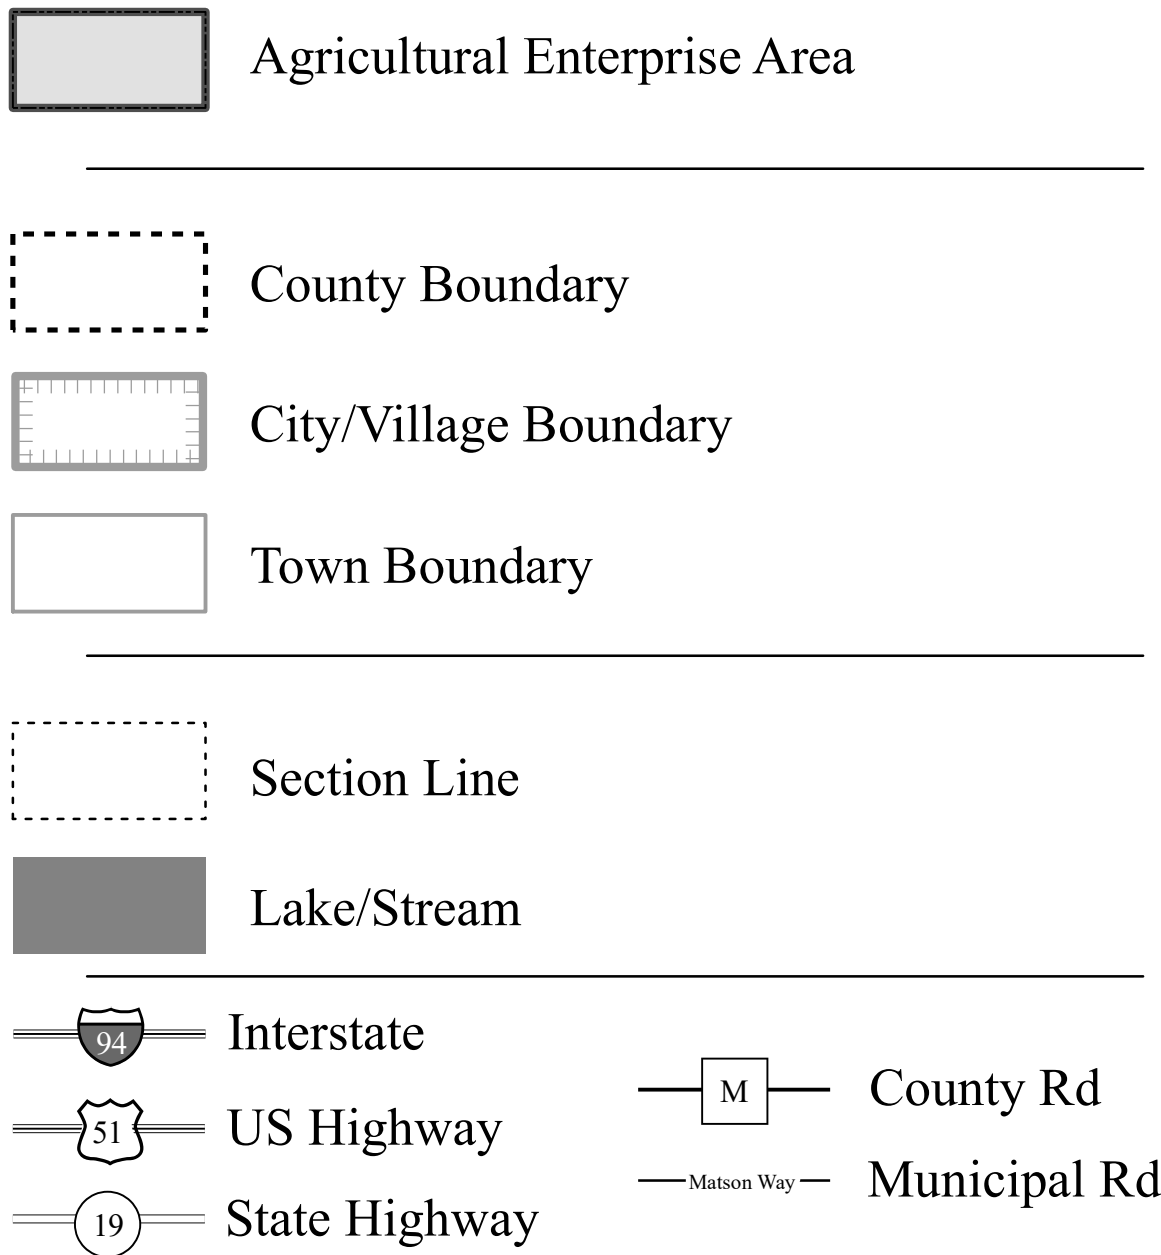 Agricultural Enterprise Area
County Boundary
City/Village Boundary
Town Boundary
Section Line
Lake/Stream
94 Interstate
51 US Highway
19 State Highway
M County Rd
Matson Way Municipal Rd